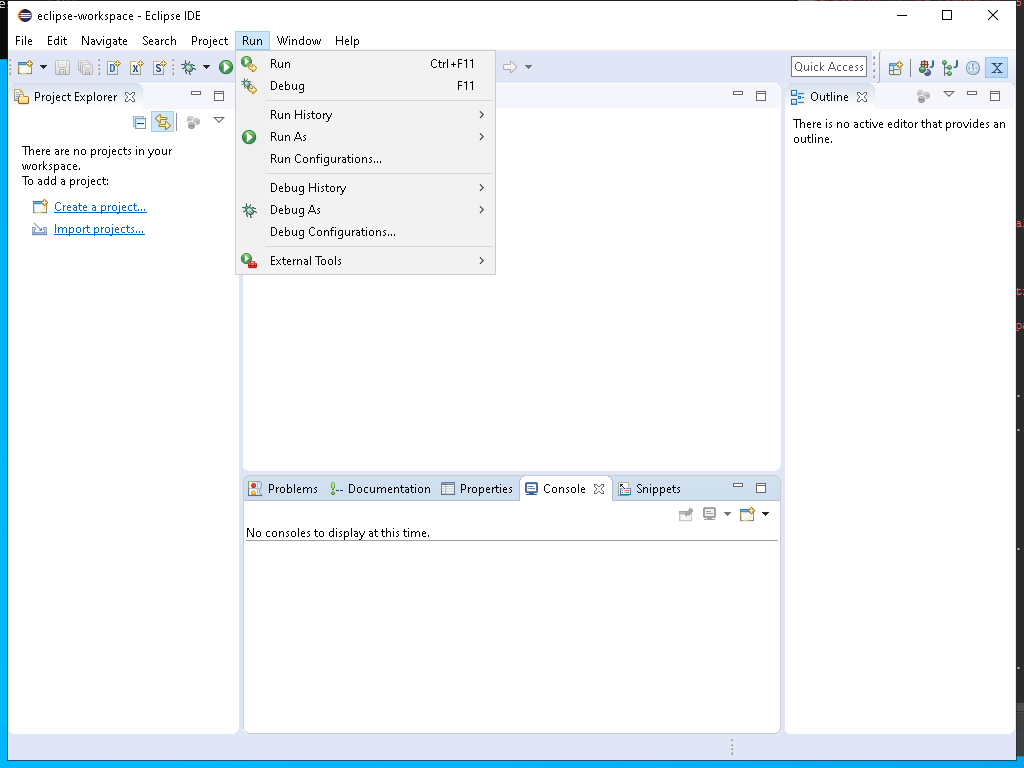 eclipse-workspace - Eclipse IDE
File Edit Navigate Search Project Run Window Help
Quick Access
Project Explorer
There are no projects in your
workspace.
To add a project:
Create a project...
Import projects...
Run Ctrl+F11
Debug F11
Run History
Run As
Run Configurations...
Debug History
Debug As
Debug Configurations...
External Tools
Outline
There is no active editor that provides an
outline.
Problems Documentation Properties Console Snippets
No consoles to display at this time.